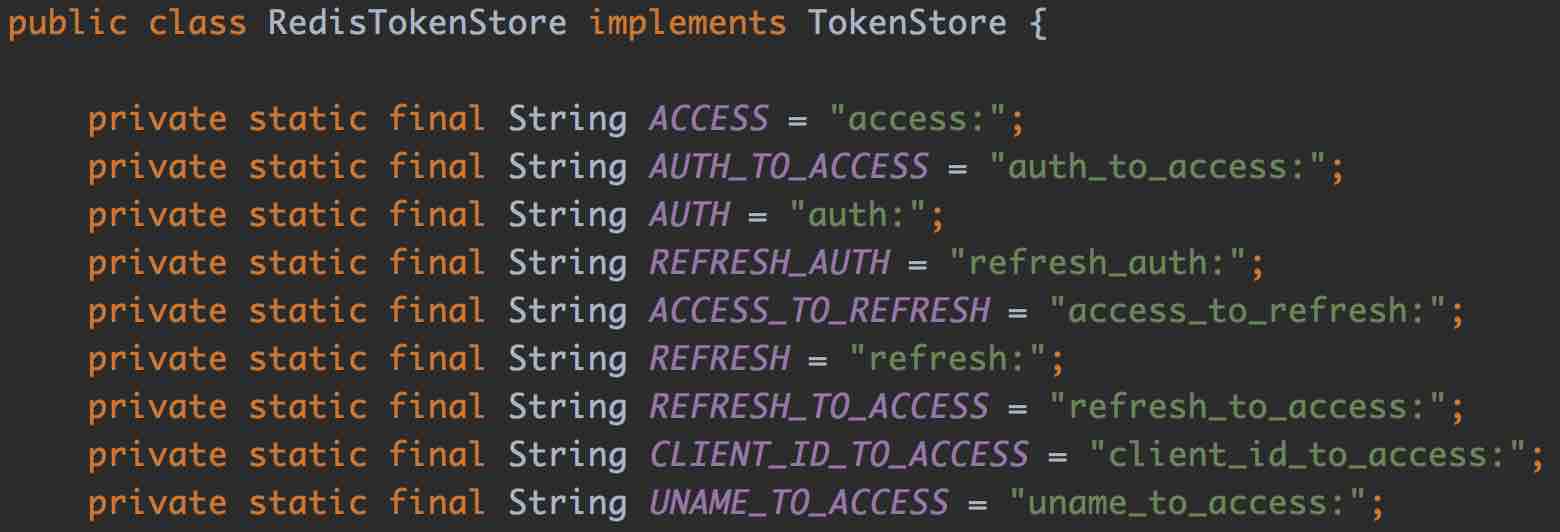 public class RedisTokenStore implements TokenStore {
private static final String ACCESS = "access:";
private static final String AUTH_TO_ACCESS = "auth_to_access:";
private static final String AUTH = "auth:";
private static final String REFRESH_AUTH = "refresh_auth:";
private static final String ACCESS_TO_REFRESH = "access_to_refresh:";
private static final String REFRESH = "refresh:";
private static final String REFRESH_TO_ACCESS = "refresh_to_access:";
private static final String CLIENT_ID_TO_ACCESS = "client_id_to_access:";
private static final String UNAME_TO_ACCESS = "uname_to_access:";